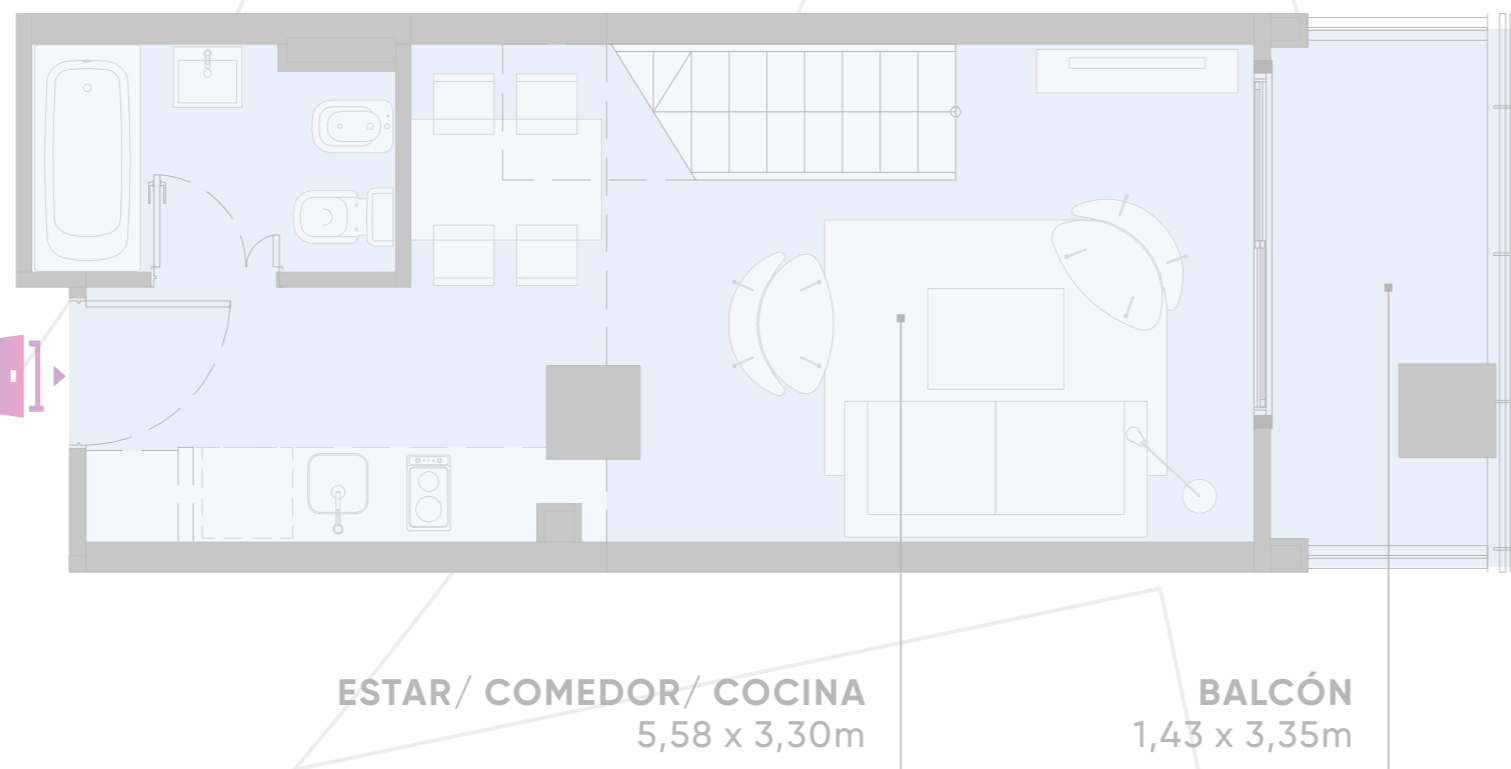 ESTAR/ COMEDOR/ COCINA
5,58 x 3,30m
BALCÓN
1,43 x 3,35m